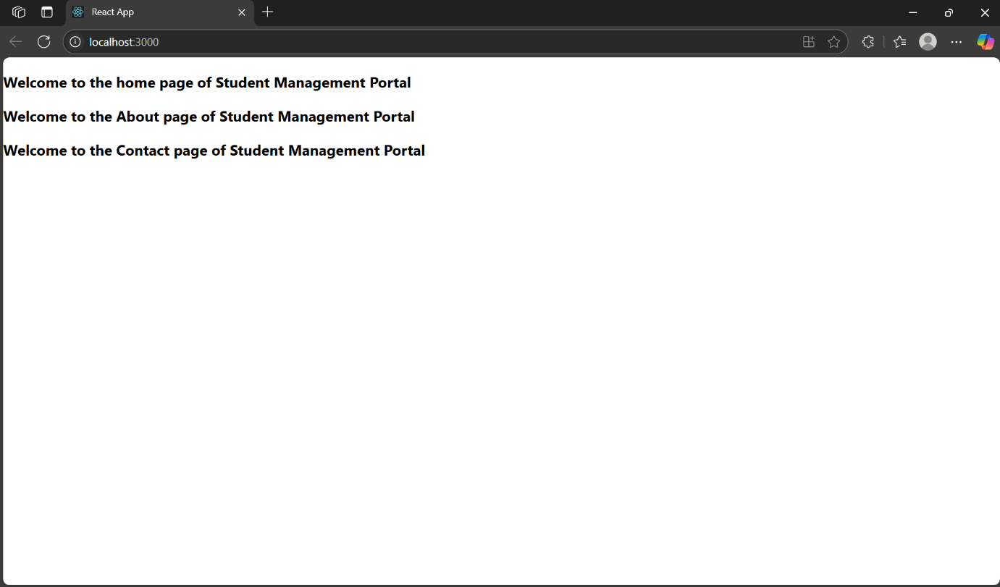 React App
localhost:3000
Welcome to the home page of Student Management Portal
Welcome to the About page of Student Management Portal
Welcome to the Contact page of Student Management Portal